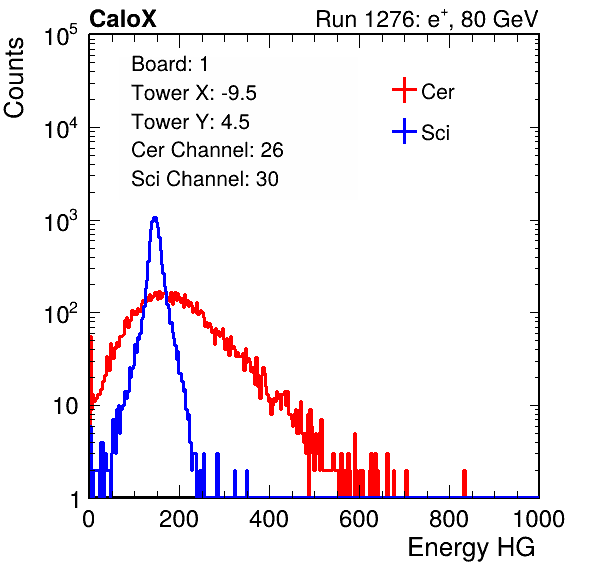 CaloX Run 1276: e⁺, 80 GeV
Counts
Board: 1
Tower X: -9.5
Tower Y: 4.5
Cer Channel: 26
Sci Channel: 30
Cer
Sci
10⁵
10⁴
10³
10²
10
1
0 200 400 600 800 1000
Energy HG